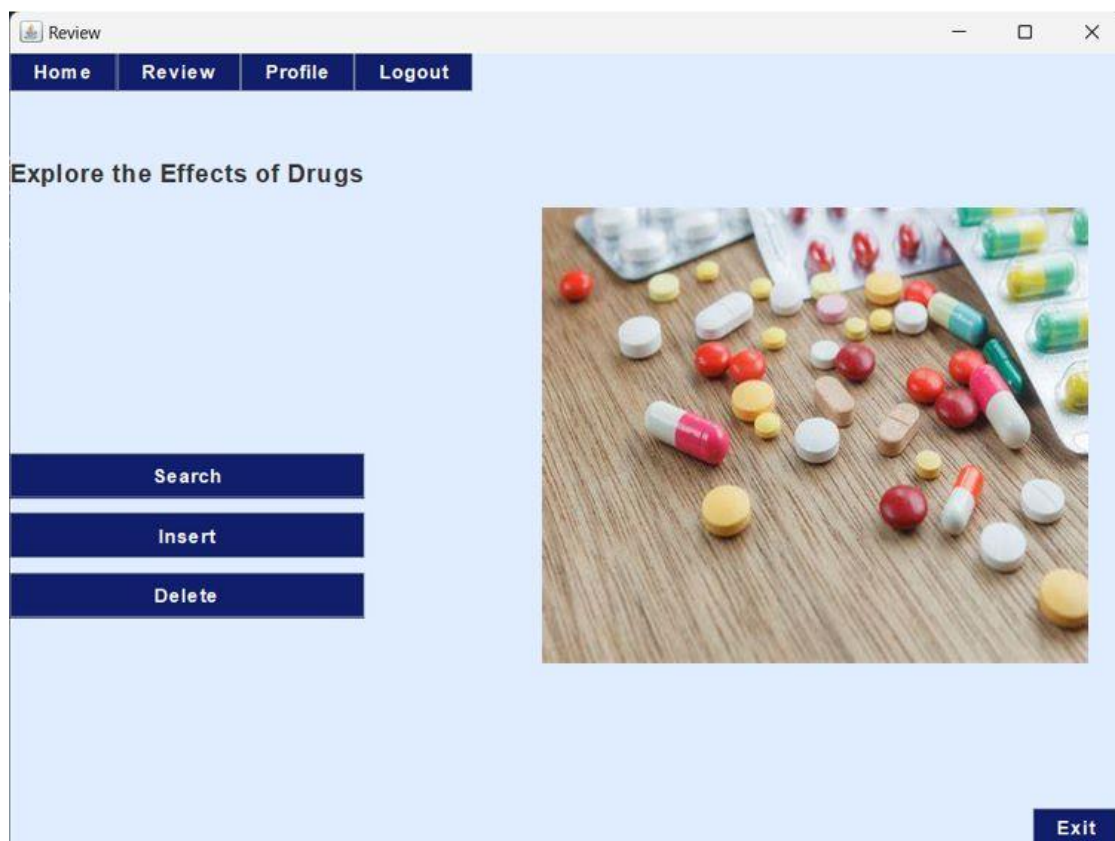 Review
Home Review Profile Logout
Explore the Effects of Drugs
Search
Insert
Delete
Exit